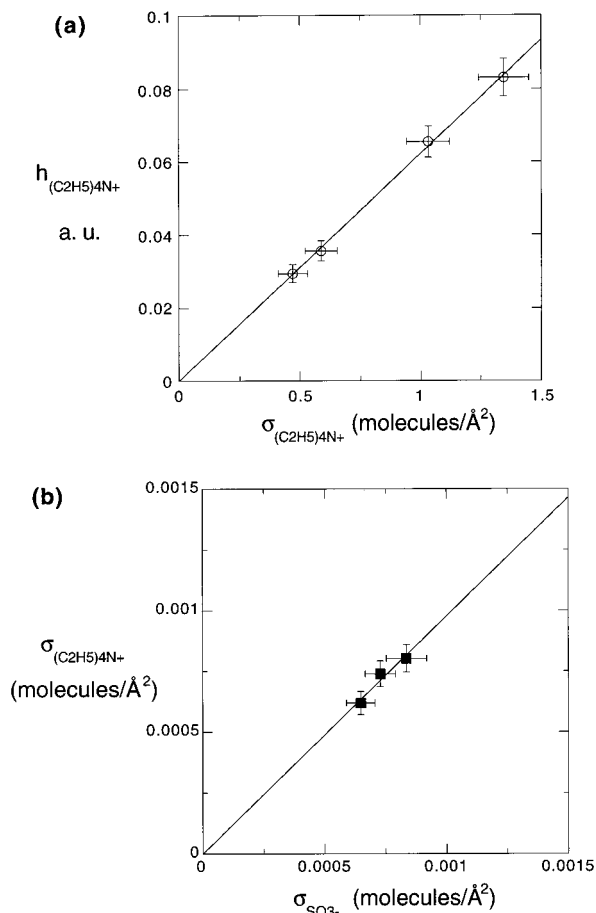 (a)
0.1
0.08
h(C2H5)4N+
0.06
a. u.
0.04
0.02
0
0 0.5 1 1.5
σ(C2H5)4N+ (molecules/Å2)
(b)
0.0015
0.001
σ(C2H5)4N+
(molecules/Å2)
0.0005
0
0 0.0005 0.001 0.0015
σSO3- (molecules/Å2)